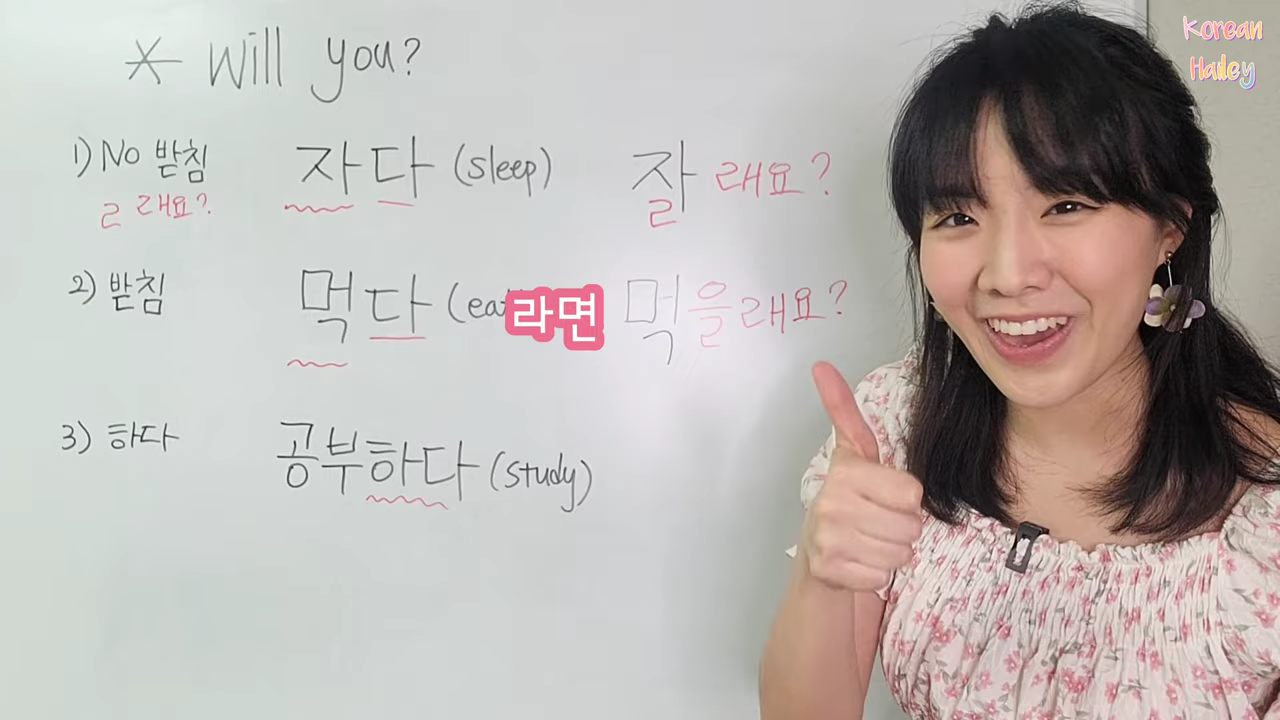 * Will you?
1) No 받침 자다 (sleep) 잘 래요?
ㄹ 래요?
2) 받침 먹다 (eat 라면 먹을래요?
3) 하다 공부하다 (study)
Korean
Hailey